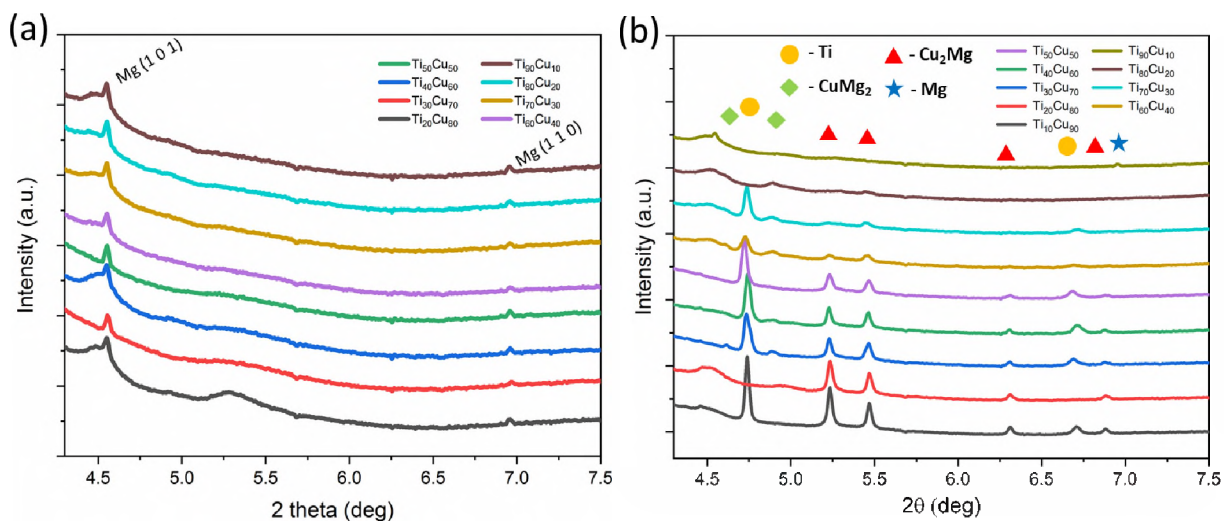 (a)
Mg (1 0 1)
Ti50Cu50
Ti40Cu60
Ti30Cu70
Ti20Cu80
Ti90Cu10
Ti80Cu20
Ti70Cu30
Ti60Cu40
Mg (1 1 0)
Intensity (a.u.)
4.5 5.0 5.5 6.0 6.5 7.0 7.5
2 theta (deg)
(b)
- Ti
- Cu2Mg
- CuMg2
- Mg
Ti50Cu50
Ti40Cu60
Ti30Cu70
Ti20Cu80
Ti10Cu90
Ti90Cu10
Ti80Cu20
Ti70Cu30
Ti60Cu40
Intensity (a.u.)
4.5 5.0 5.5 6.0 6.5 7.0 7.5
2θ (deg)